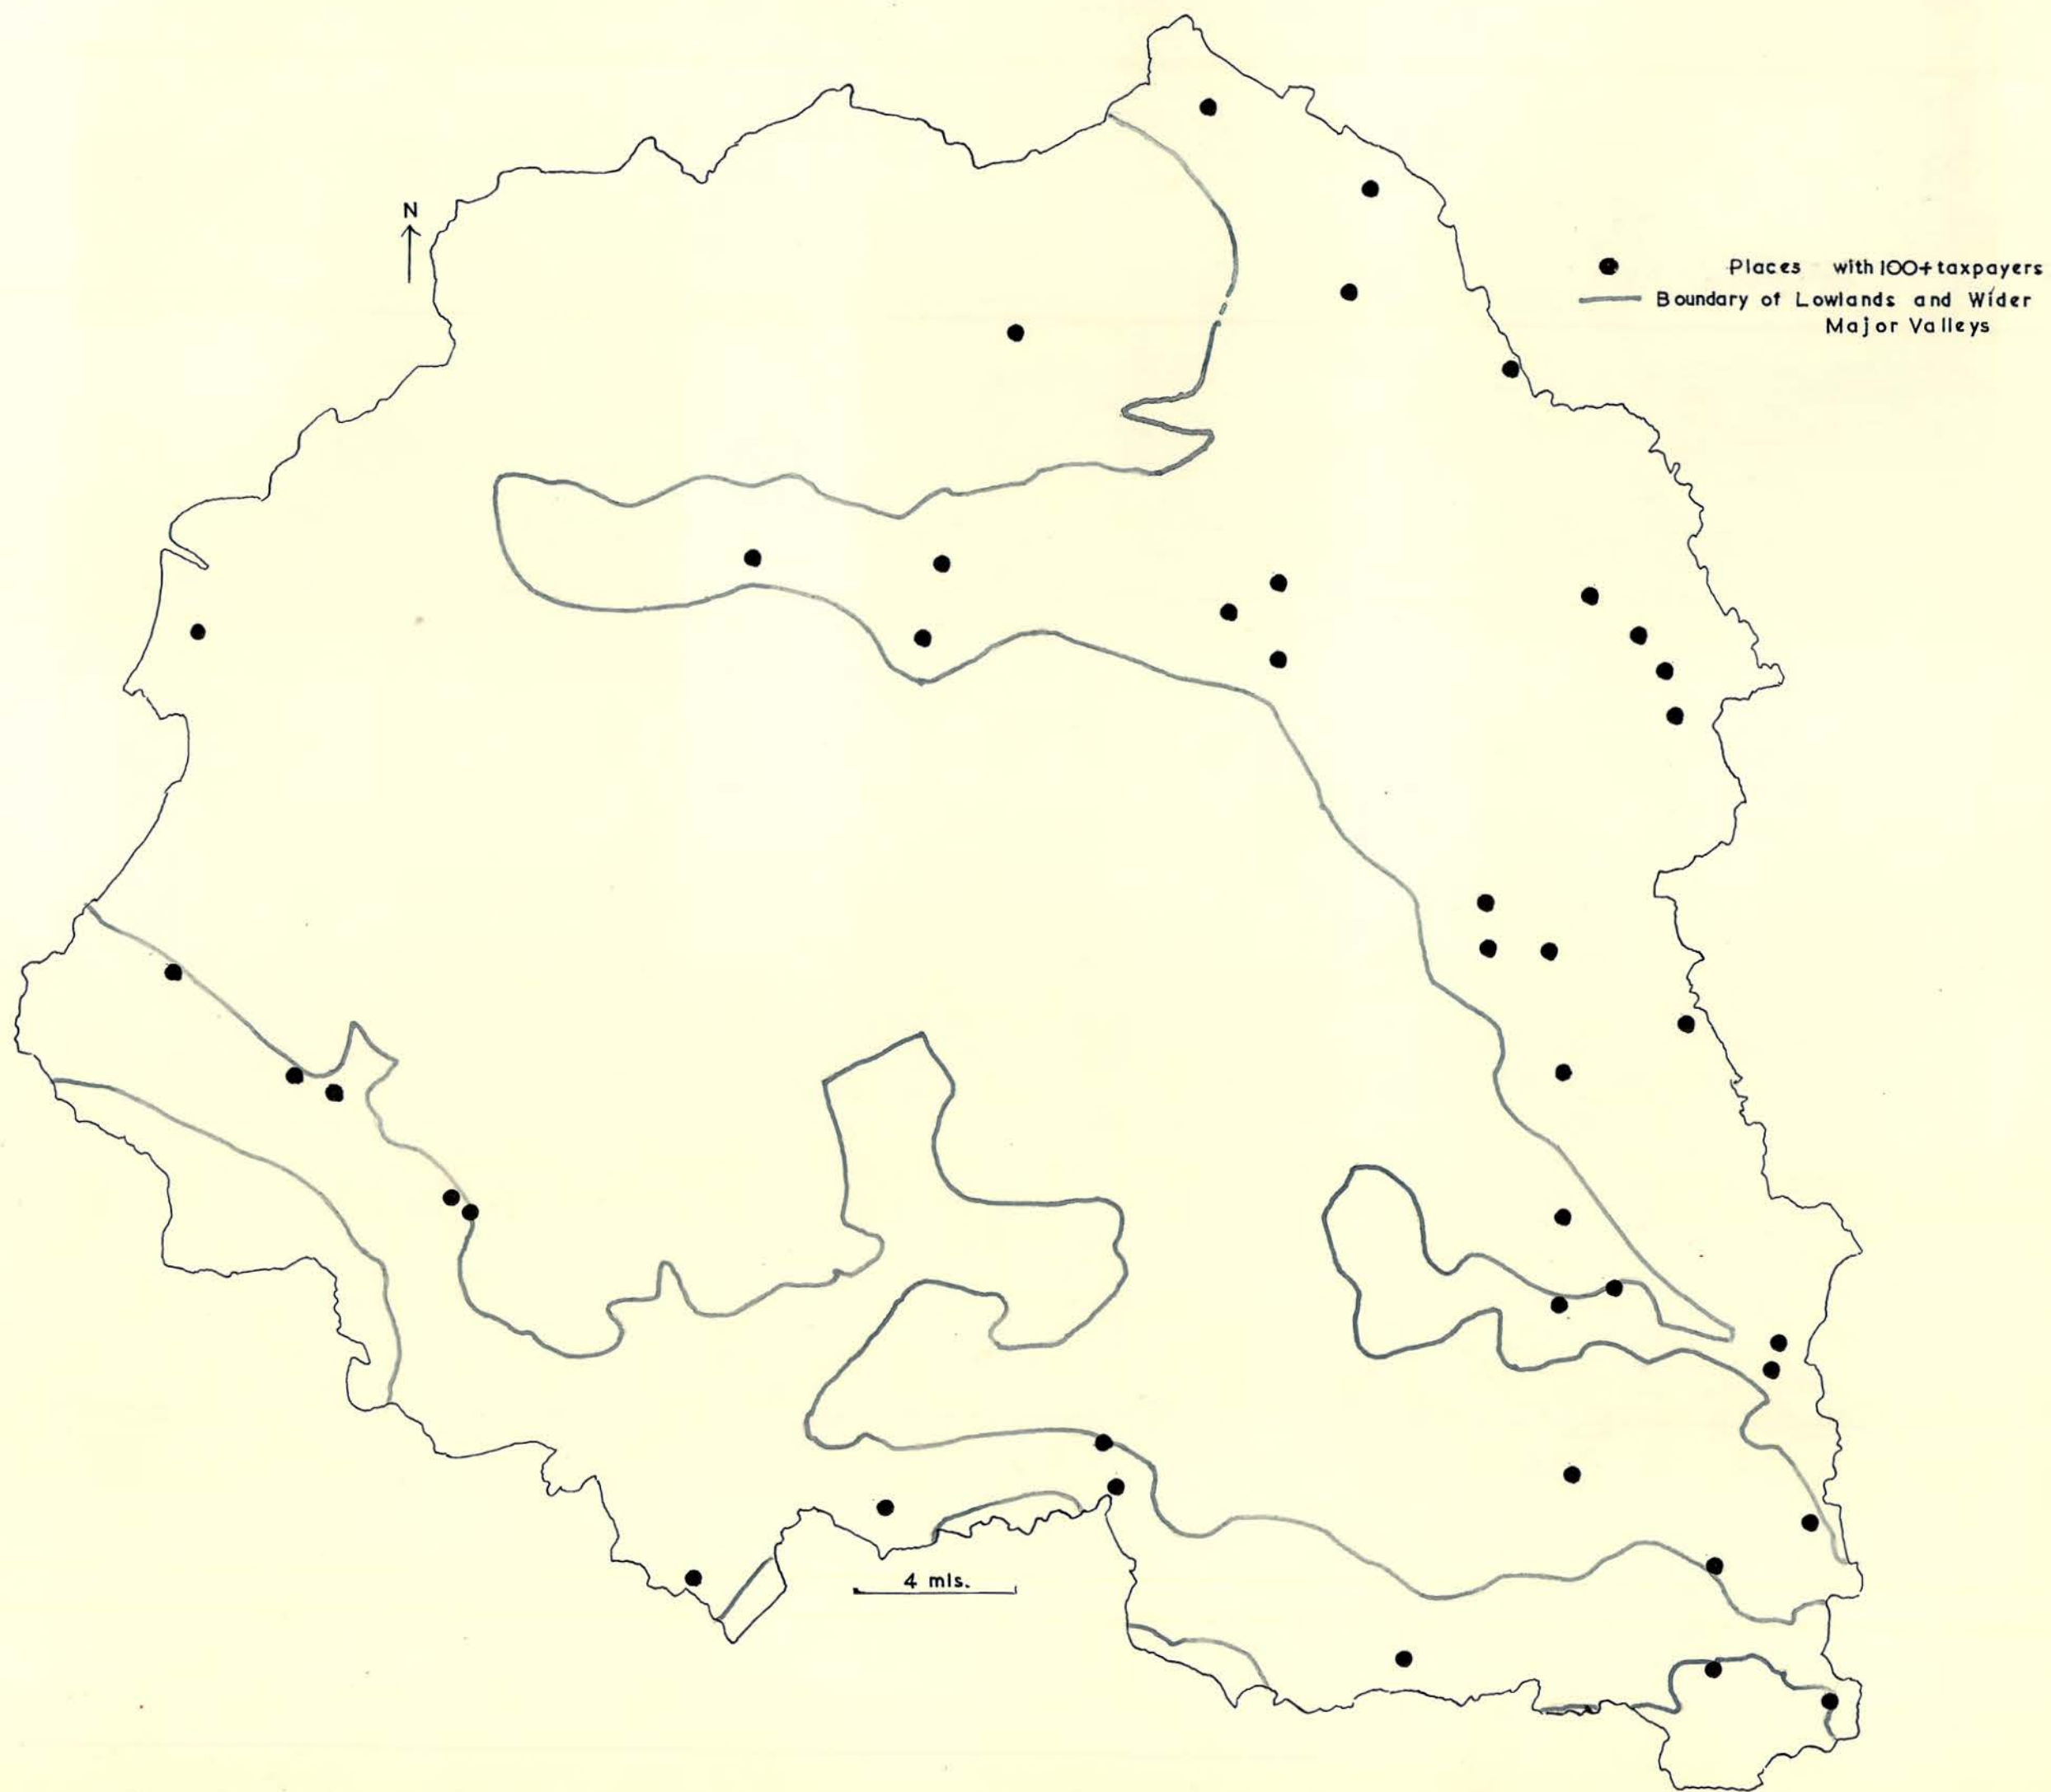 N
Places with 100+ taxpayers
Boundary of Lowlands and Wider
Major Valleys
4 mls.